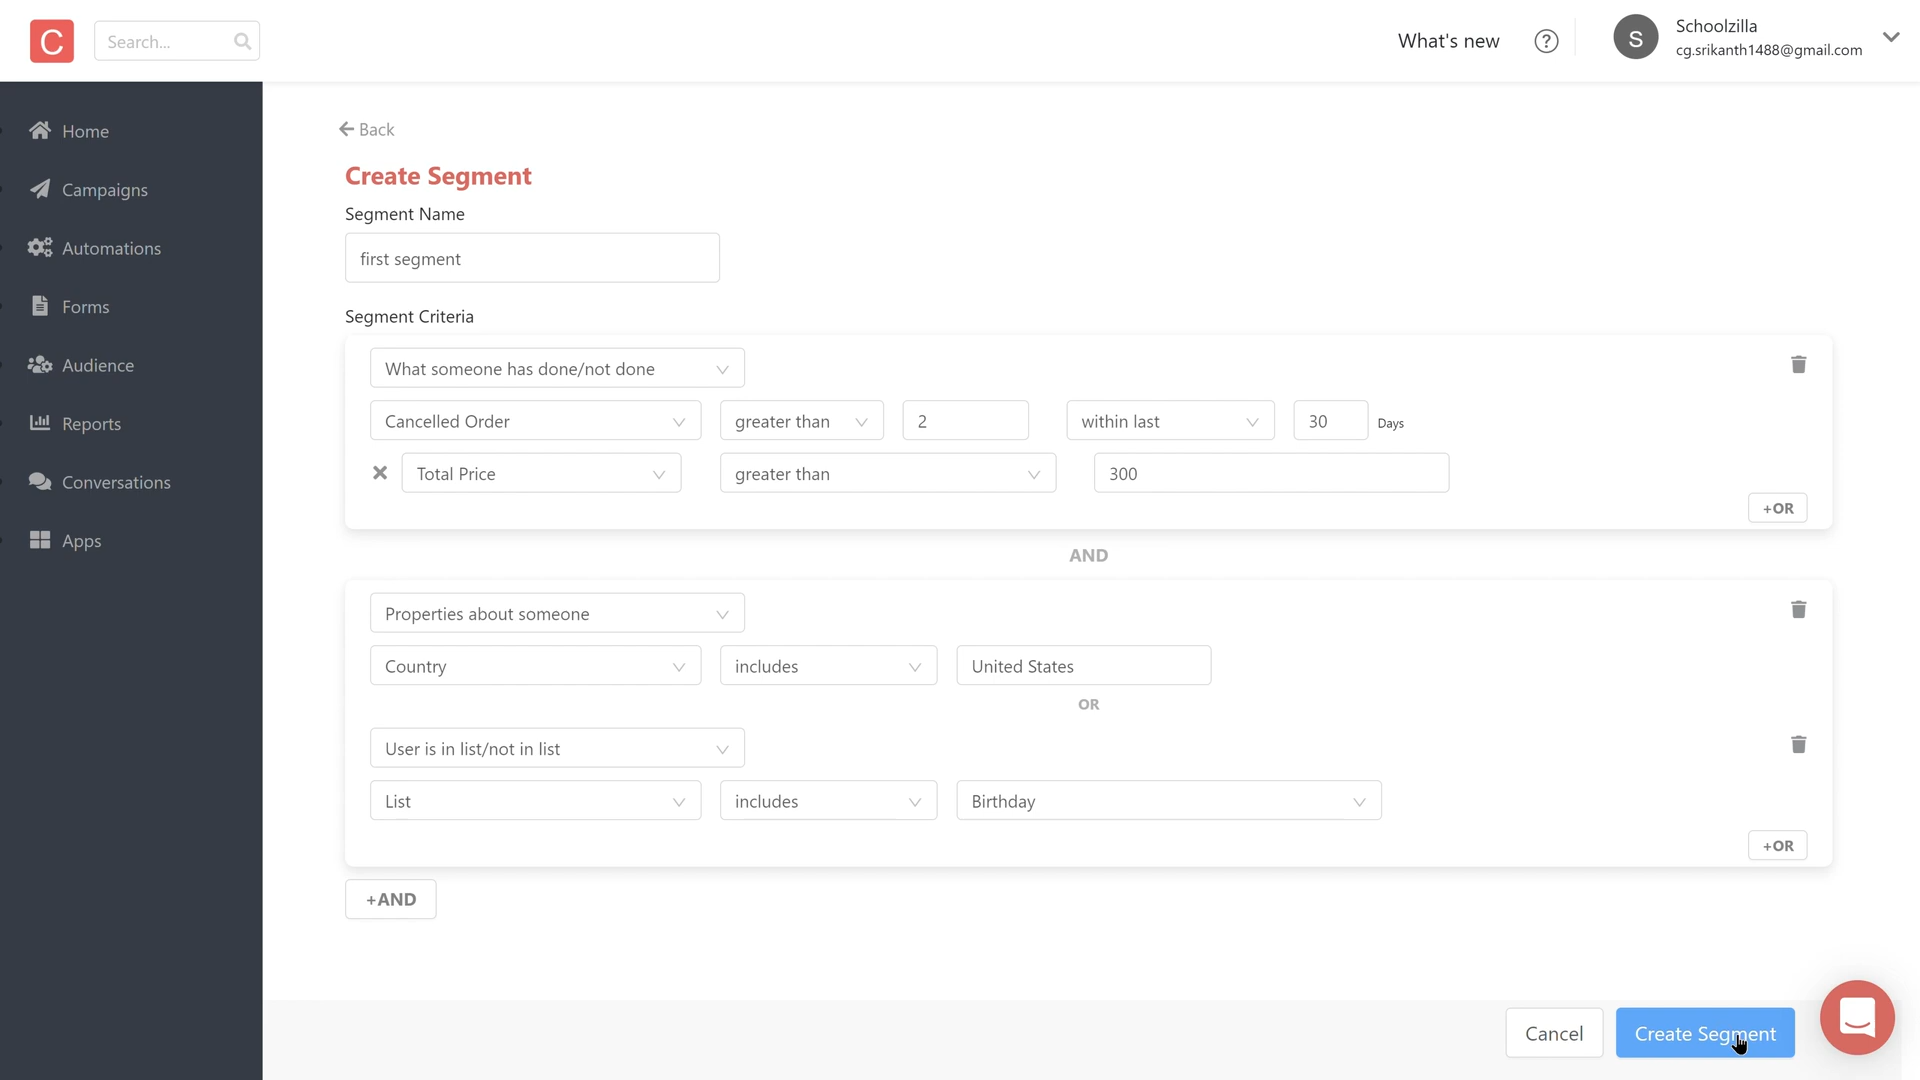 C
Search...
What's new
?
S
Schoolzilla
cg.srikanth1488@gmail.com
Home
Campaigns
Automations
Forms
Audience
Reports
Conversations
Apps
Back
Create Segment
Segment Name
first segment
Segment Criteria
What someone has done/not done
Cancelled Order greater than 2 within last 30 Days
Total Price greater than 300
+OR
AND
Properties about someone
Country includes United States
OR
User is in list/not in list
List includes Birthday
+OR
+AND
Cancel Create Segment